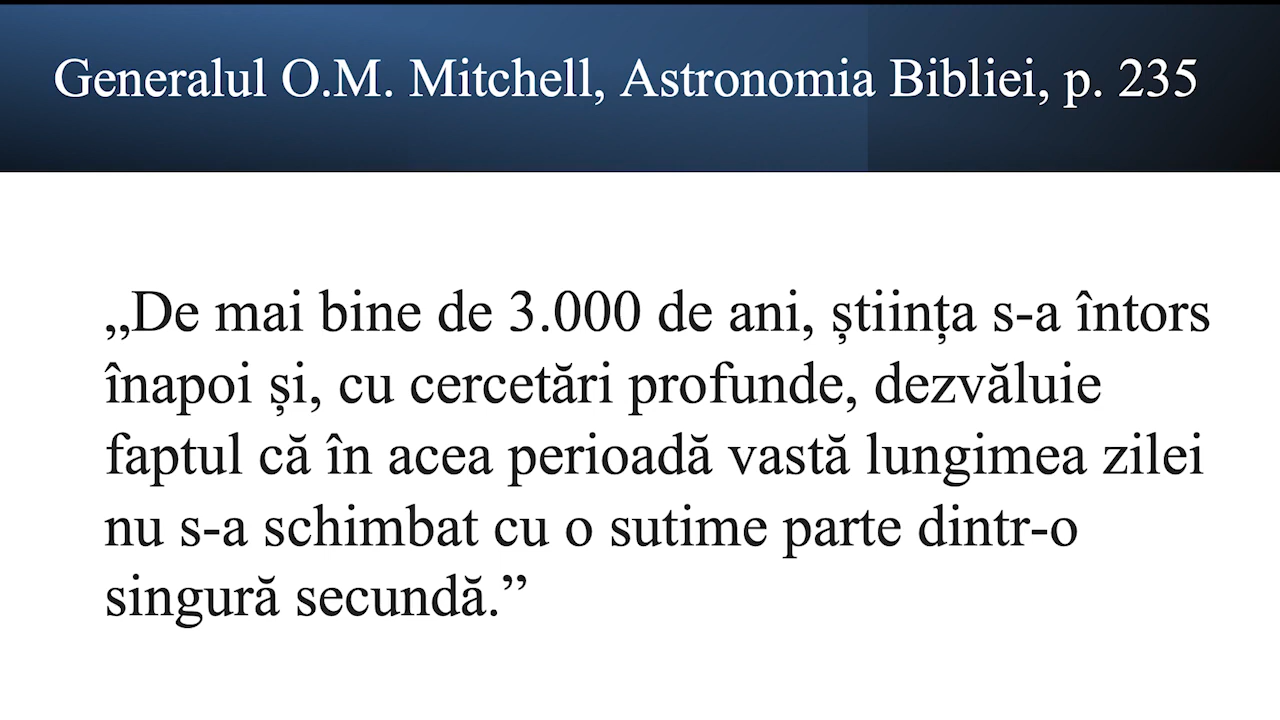 Generalul O.M. Mitchell, Astronomia Bibliei, p. 235
„De mai bine de 3.000 de ani, știința s-a întors
înapoi și, cu cercetări profunde, dezvăluie
faptul că în acea perioadă vastă lungimea zilei
nu s-a schimbat cu o sutime parte dintr-o
singură secundă.”